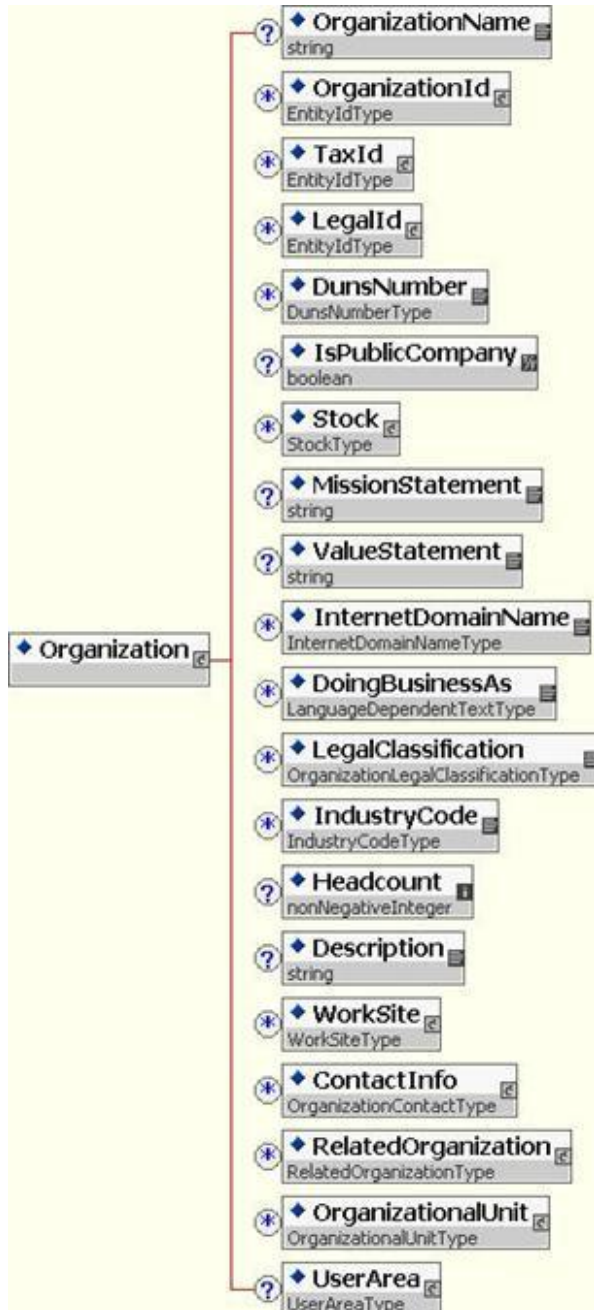 ? OrganizationName
string
* OrganizationId
EntityIdType
* TaxId
EntityIdType
* LegalId
EntityIdType
* DunsNumber
DunsNumberType
? IsPublicCompany
boolean
* Stock
StockType
? MissionStatement
string
? ValueStatement
string
* InternetDomainName
InternetDomainNameType
Organization
* DoingBusinessAs
LanguageDependentTextType
* LegalClassification
OrganizationLegalClassificationType
* IndustryCode
IndustryCodeType
? Headcount
nonNegativeInteger
? Description
string
* WorkSite
WorkSiteType
* ContactInfo
OrganizationContactType
* RelatedOrganization
RelatedOrganizationType
* OrganizationalUnit
OrganizationalUnitType
? UserArea
UserAreaType